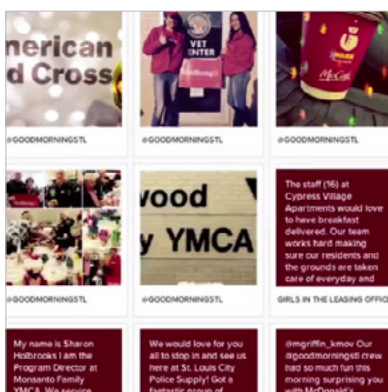 nerican
d Cross
VET
CENTER
McCafé
@GOODMORNINGSTL
@GOODMORNINGSTL
@GOODMORNINGSTL
ood
y YMCA
The staff (16) at
Cypress Village
Apartments would love
to have breakfast
delivered. Our team
works hard making
sure our residents and
the grounds are taken
care of everyday and
@GOODMORNINGSTL
@GOODMORNINGSTL
GIRLS IN THE LEASING OFFIC
My name is Sharon
Holbrooks I am the
Program Director at
Monsanto Family
YMCA. We service
We would love for you
all to stop in and see us
here at St. Louis City
Police Supply! Got a
fantastic group of
@mgriffin_kmov Our
@goodmorningstl crew
had so much fun this
morning surprising you
with McDonald's